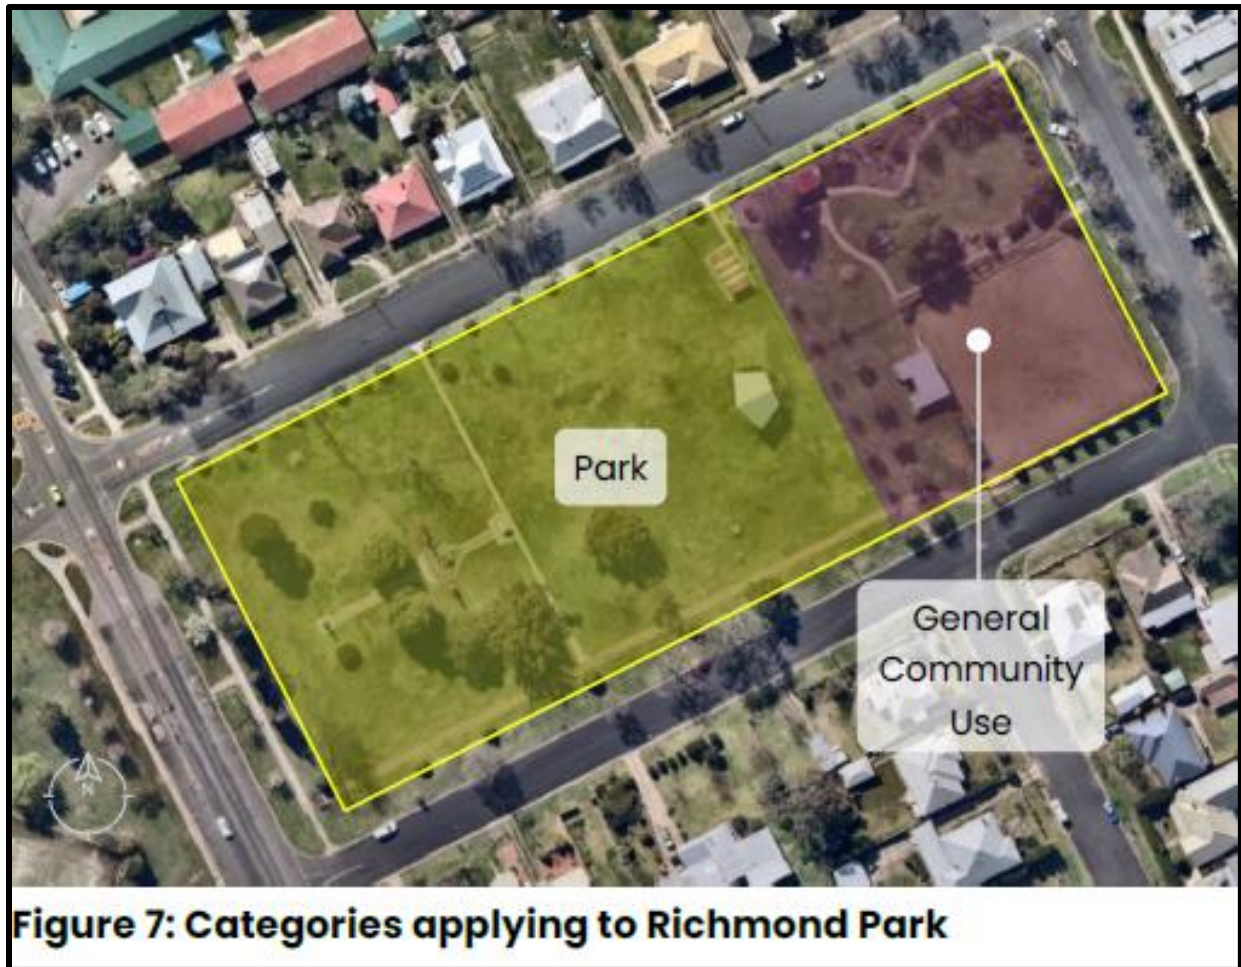 Park
General
Community
Use
N
Figure 7: Categories applying to Richmond Park